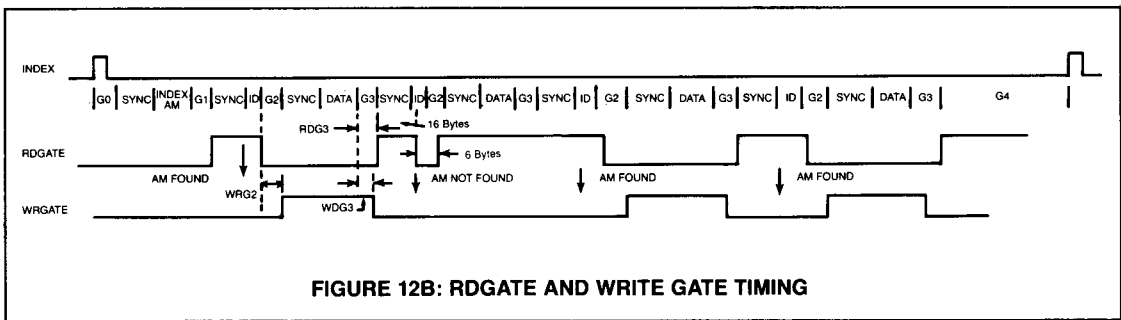 INDEX
G0 SYNC INDEX AM G1 SYNC ID G2 SYNC DATA G3 SYNC ID G2 SYNC DATA G3 SYNC ID G2 SYNC DATA G3 SYNC ID G2 SYNC DATA G3 G4
RDG3
16 Bytes
RDGATE
6 Bytes
AM FOUND
AM NOT FOUND
AM FOUND
AM FOUND
WRG2
WRGATE
WDG3
FIGURE 12B: RDGATE AND WRITE GATE TIMING